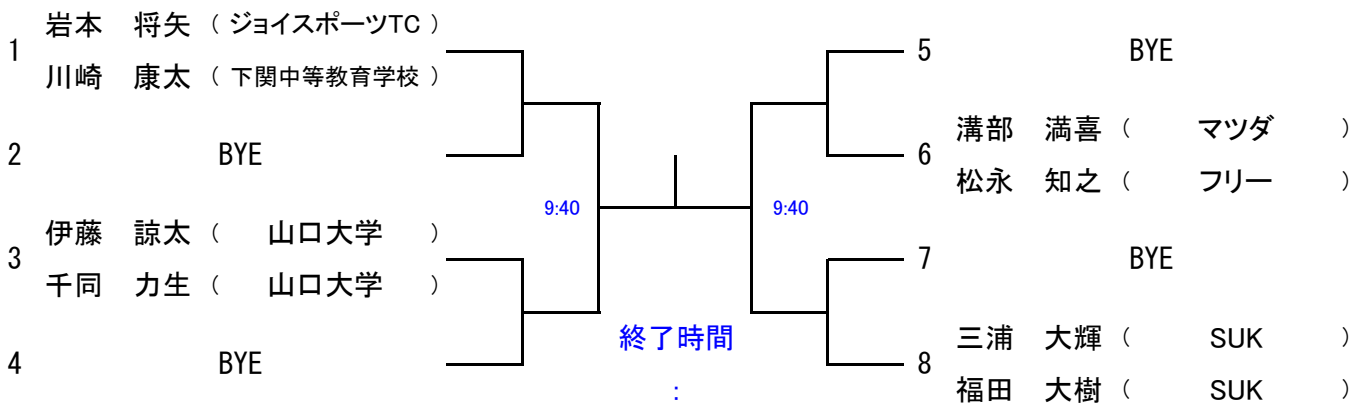 1 岩本 将矢 ( ジョイスポーツTC )
川崎 康太 ( 下関中等教育学校 )
2 BYE
3 伊藤 諒太 ( 山口大学 )
千同 力生 ( 山口大学 )
4 BYE
9:40
終了時間
:
9:40
5 BYE
6 溝部 満喜 ( マツダ )
松永 知之 ( フリー )
7 BYE
8 三浦 大輝 ( SUK )
福田 大樹 ( SUK )